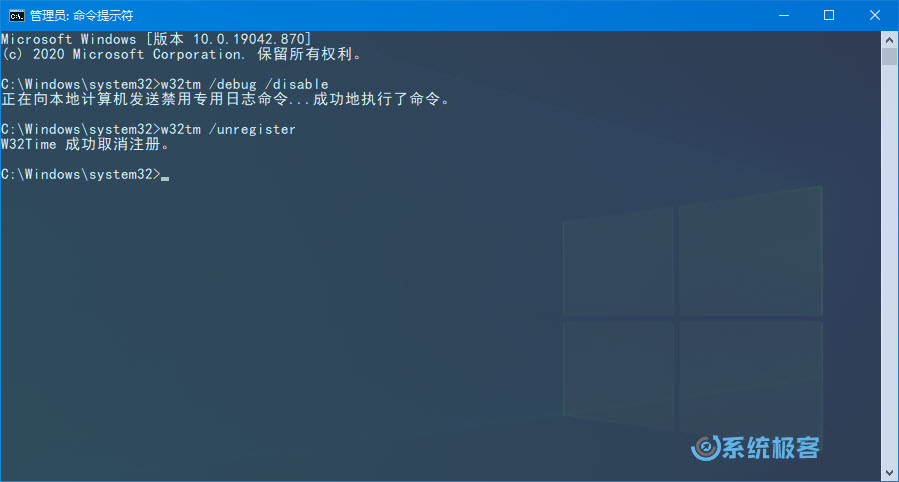 管理员: 命令提示符
Microsoft Windows [版本 10.0.19042.870]
(c) 2020 Microsoft Corporation. 保留所有权利。
C:\Windows\system32>w32tm /debug /disable
正在向本地计算机发送禁用专用日志命令...成功地执行了命令。
C:\Windows\system32>w32tm /unregister
W32Time 成功取消注册。
C:\Windows\system32>
系统极客